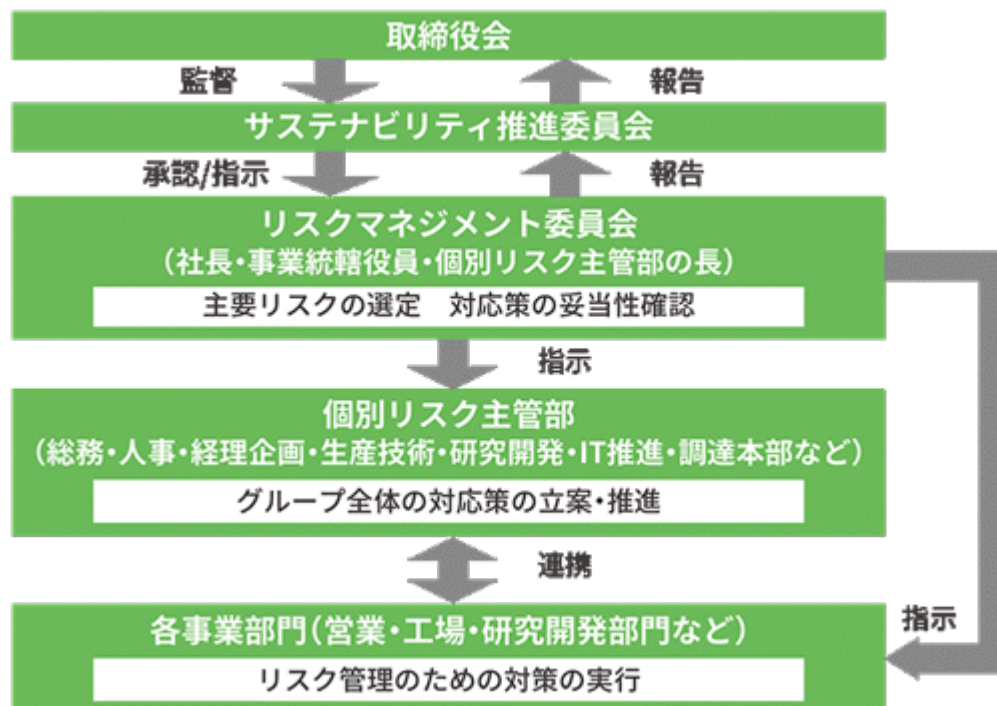 取締役会
監督
報告
サステナビリティ推進委員会
承認/指示
報告
リスクマネジメント委員会
（社長・事業統轄役員・個別リスク主管部の長）
主要リスクの選定　対応策の妥当性確認
指示
個別リスク主管部
（総務・人事・経理企画・生産技術・研究開発・IT推進・調達本部など）
グループ全体の対応策の立案・推進
連携
各事業部門（営業・工場・研究開発部門など）
指示
リスク管理のための対策の実行